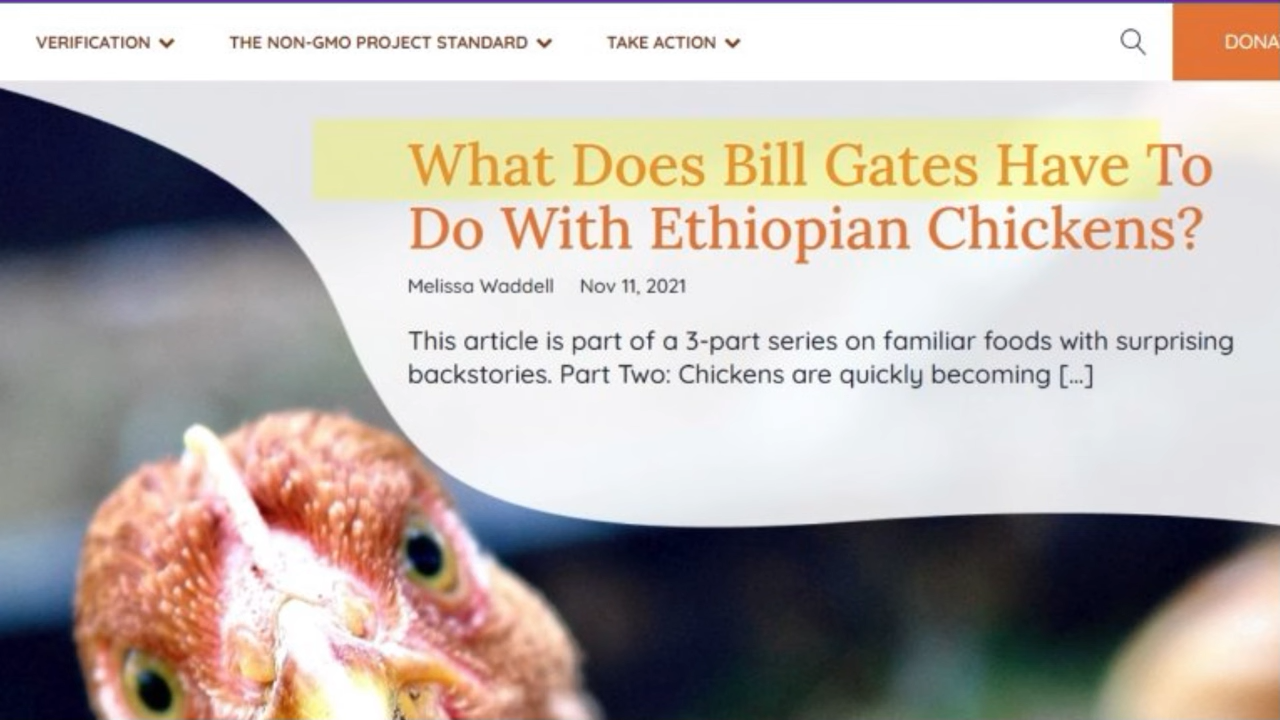 VERIFICATION THE NON-GMO PROJECT STANDARD TAKE ACTION
What Does Bill Gates Have To
Do With Ethiopian Chickens?
Melissa Waddell Nov 11, 2021
This article is part of a 3-part series on familiar foods with surprising
backstories. Part Two: Chickens are quickly becoming [...]